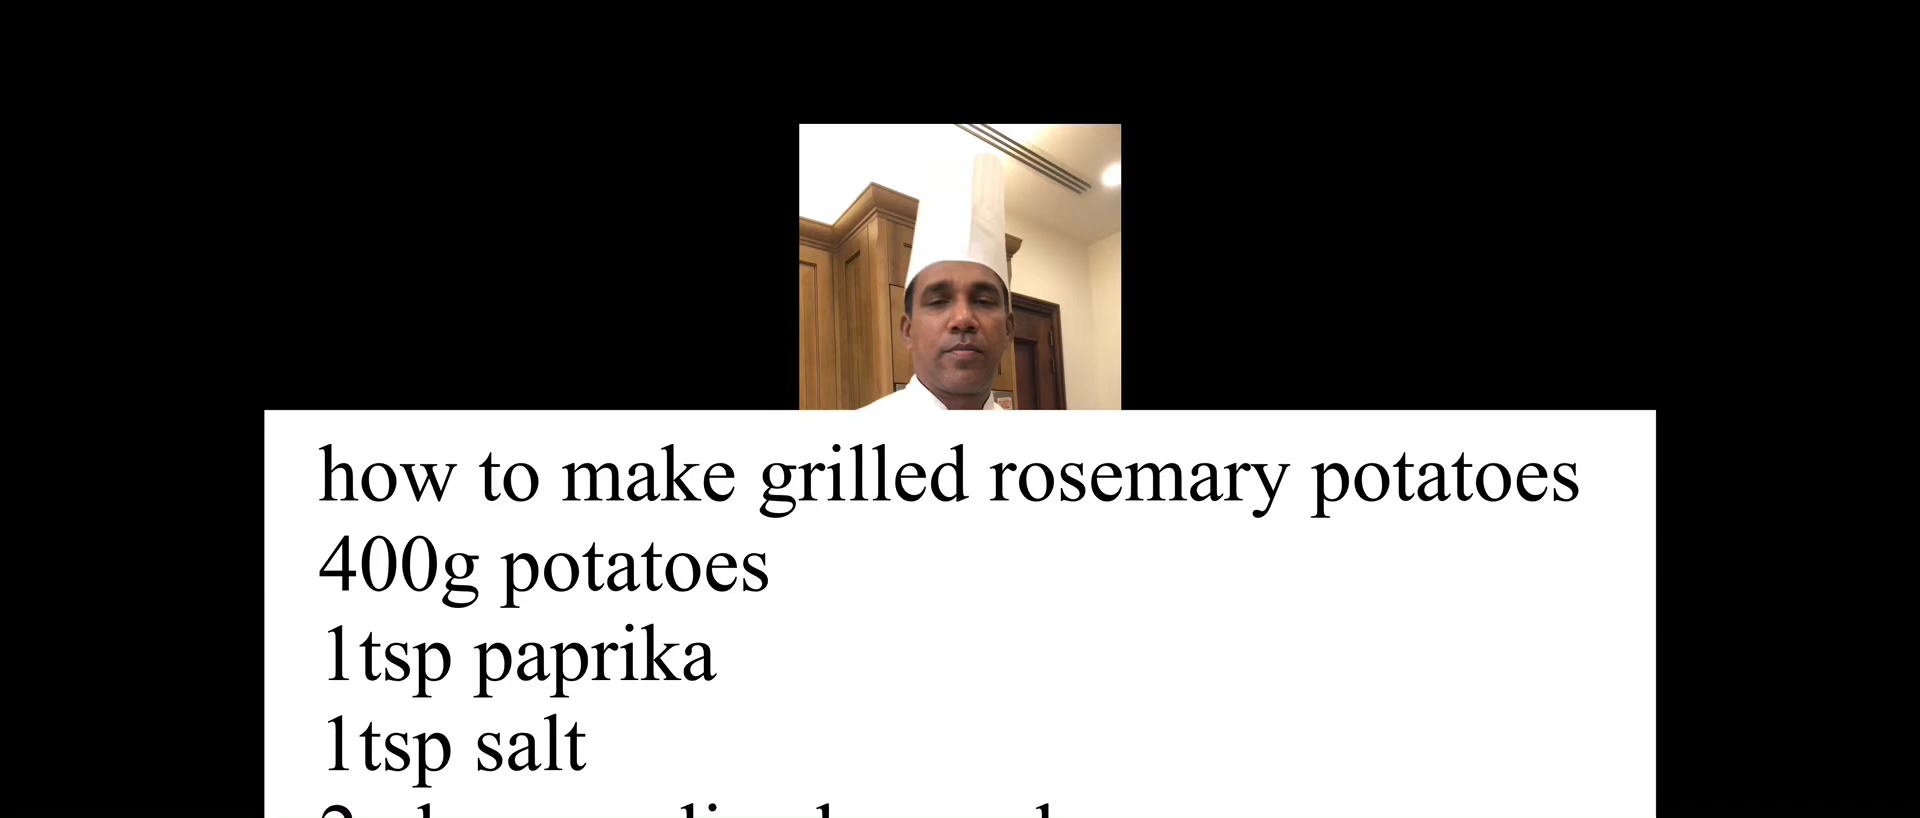 how to make grilled rosemary potatoes
400g potatoes
1tsp paprika
1tsp salt